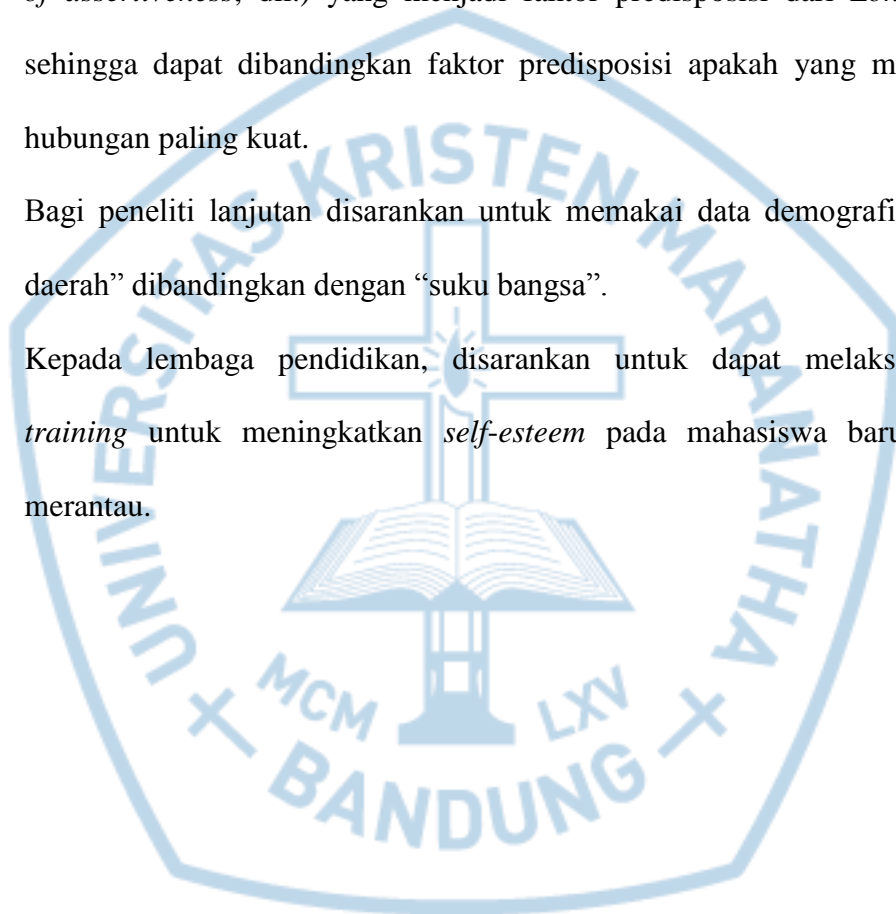 of assertiveness, dll.) yang menjadi faktor predisposisi dari
sehingga dapat dibandingkan faktor predisposisi apakah yang
hubungan paling kuat.
Bagi peneliti lanjutan disarankan untuk memakai data demografi
daerah” dibandingkan dengan “suku bangsa”.
Kepada lembaga pendidikan, disarankan untuk dapat melaks
training untuk meningkatkan self-esteem pada mahasiswa baru
merantau.
UNIVERSITAS KRISTEN MARANATHA
MCM LXV
BANDUNG